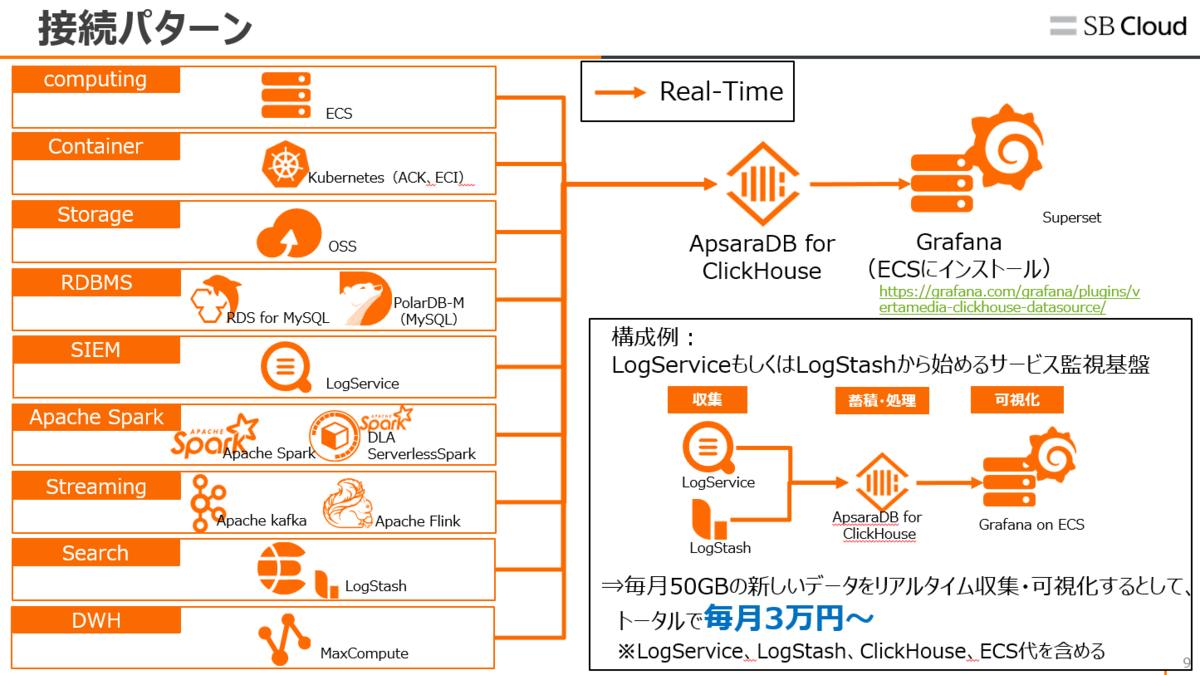 接続パターン
SB Cloud
computing
ECS
Container
Kubernetes（ACK、ECI）
Storage
OSS
RDBMS
RDS for MySQL
PolarDB-M
（MySQL）
SIEM
LogService
Apache Spark
APACHE
Spark
Apache Spark
APACHE
Spark
DLA
ServerlessSpark
Streaming
Apache kafka
Apache Flink
Search
LogStash
DWH
MaxCompute
Real-Time
ApsaraDB for
ClickHouse
Superset
Grafana
（ECSにインストール）
https://grafana.com/grafana/plugins/v
ertamedia-clickhouse-datasource/
構成例：
LogServiceもしくはLogStashから始めるサービス監視基盤
収集
蓄積・処理
可視化
LogService
LogStash
ApsaraDB for
ClickHouse
Grafana on ECS
⇒毎月50GBの新しいデータをリアルタイム収集・可視化するとして、
トータルで毎月3万円～
※LogService、LogStash、ClickHouse、ECS代を含める
9